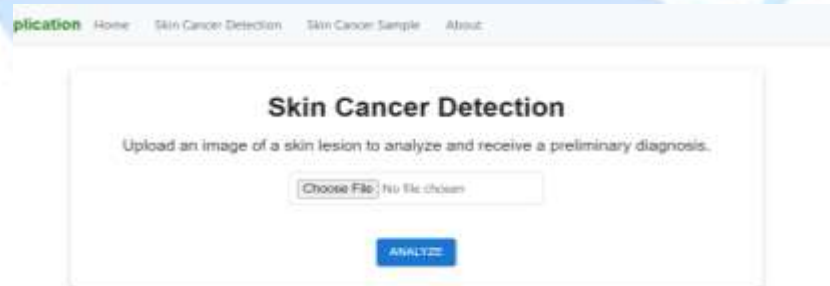 plication Home Skin Cancer Detection Skin Cancer Sample About
Skin Cancer Detection
Upload an image of a skin lesion to analyze and receive a preliminary diagnosis.
Choose File No file chosen
ANALYZE